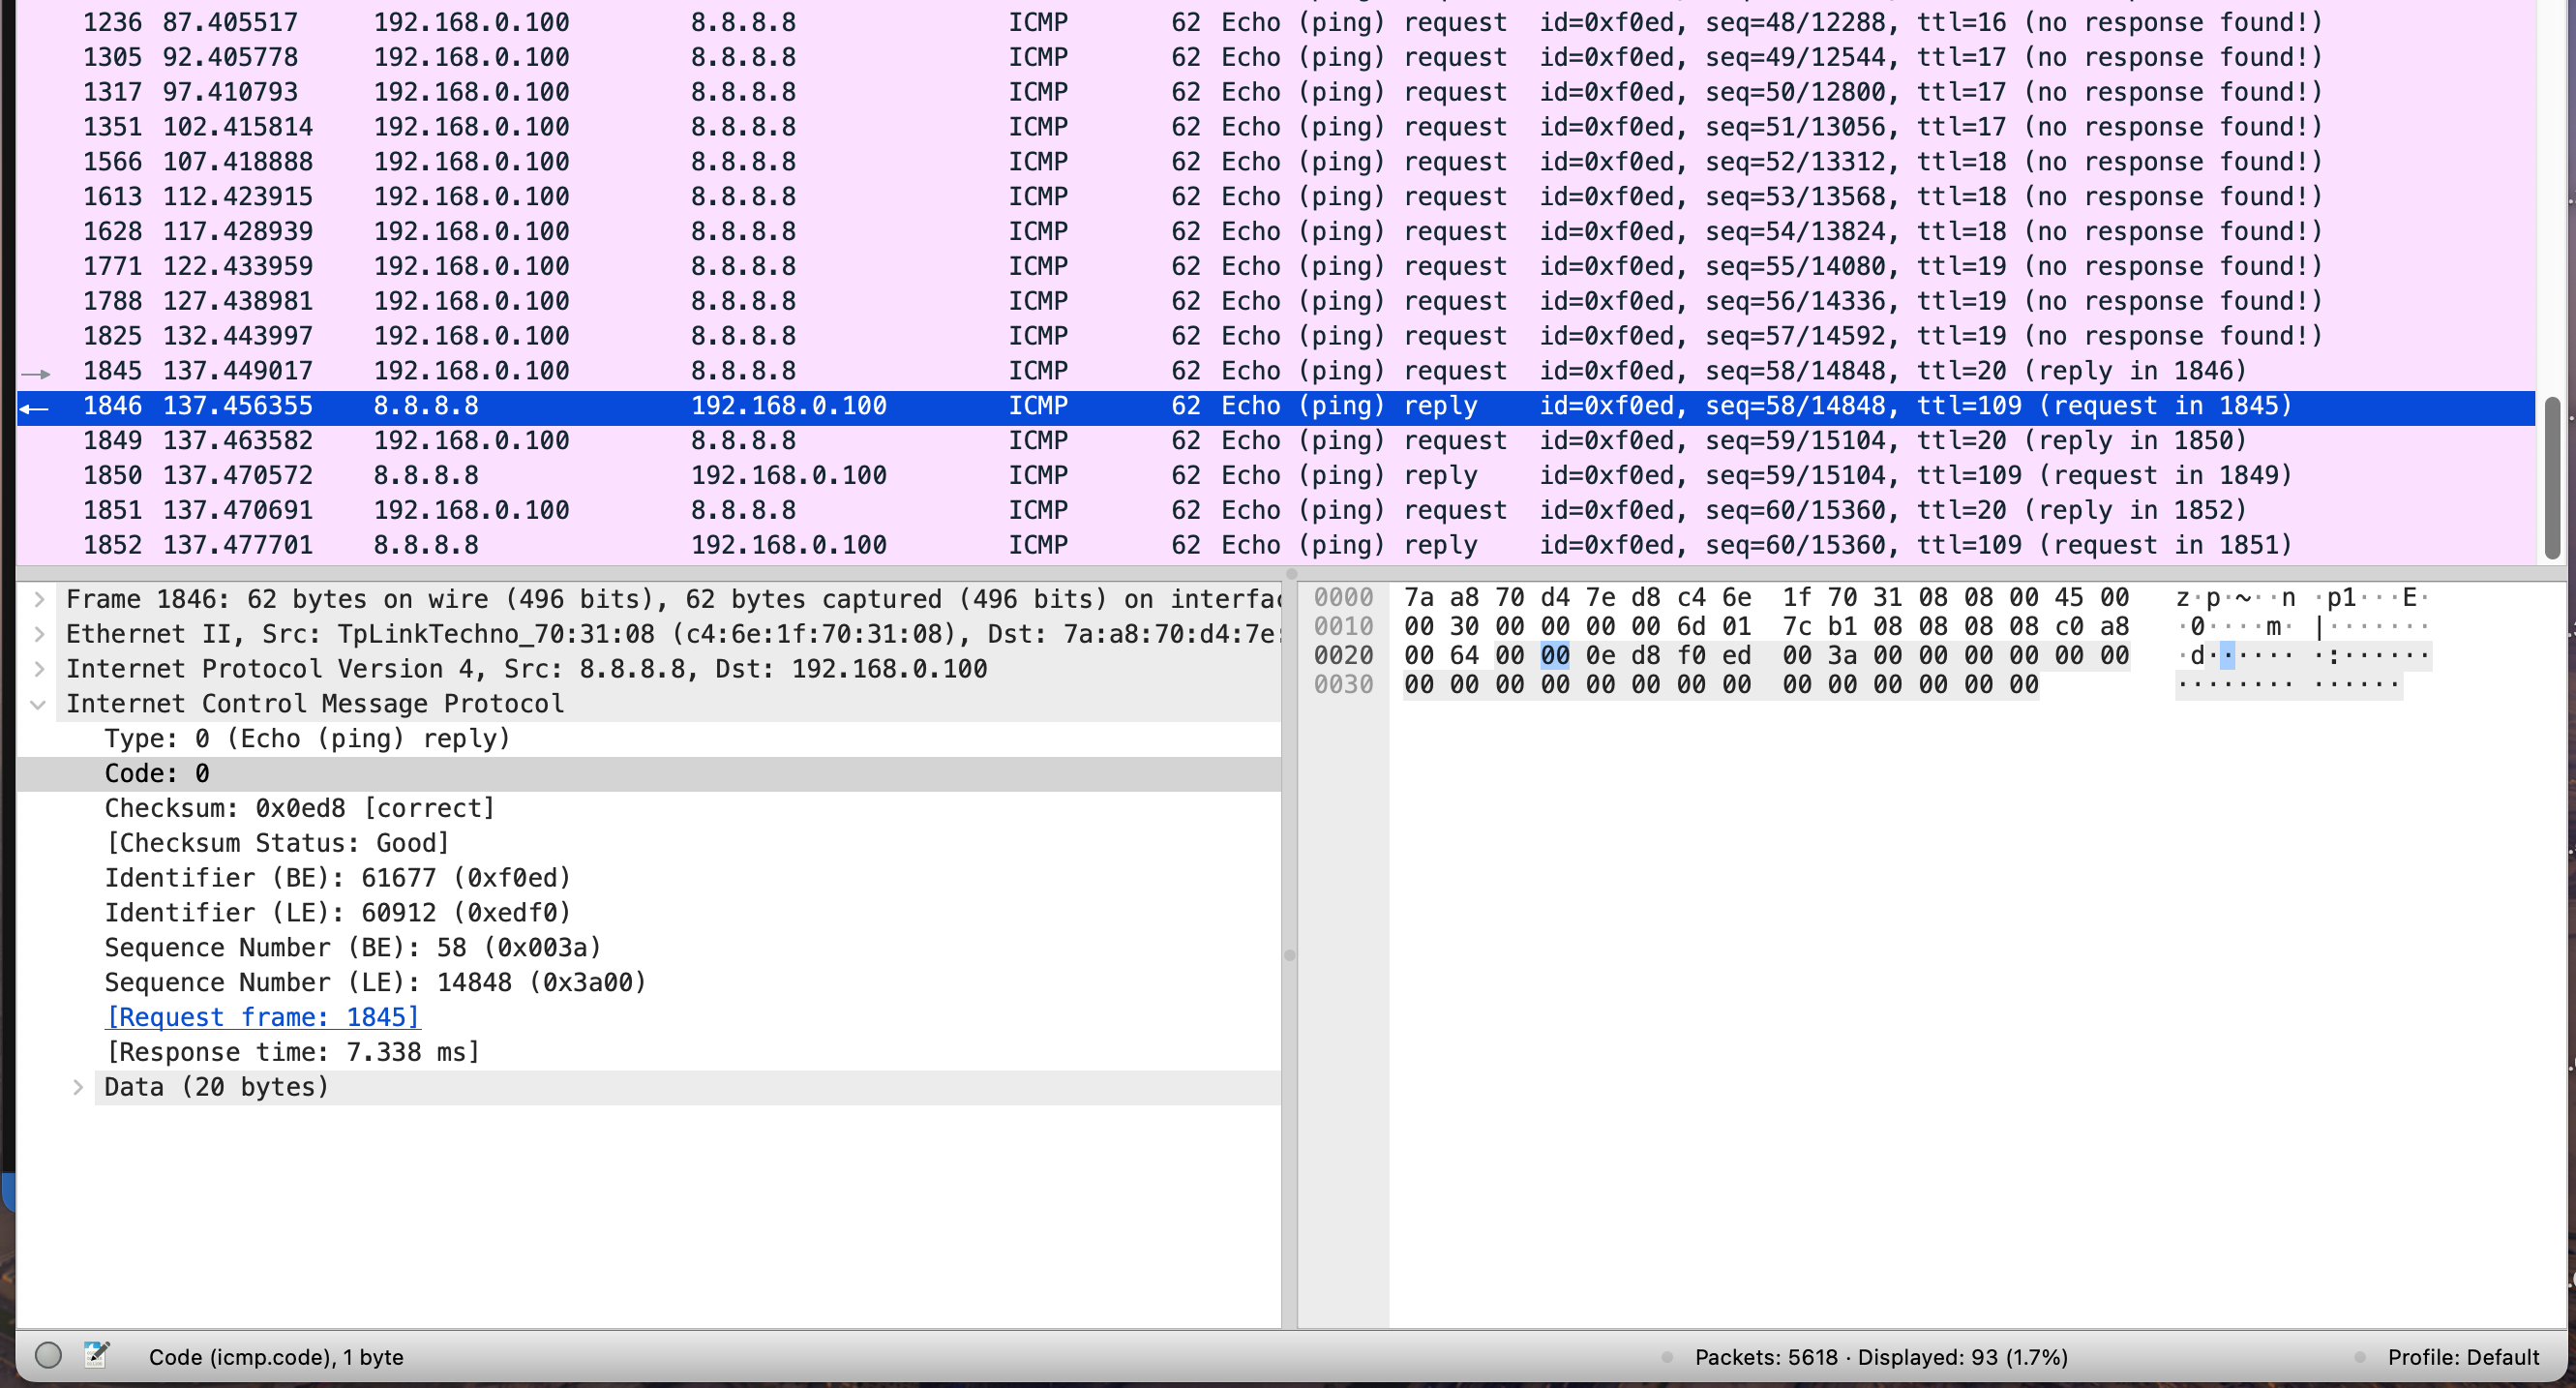 1236 87.405517 192.168.0.100 8.8.8.8 ICMP 62 Echo (ping) request id=0xf0ed, seq=48/12288, ttl=16 (no response found!)
1305 92.405778 192.168.0.100 8.8.8.8 ICMP 62 Echo (ping) request id=0xf0ed, seq=49/12544, ttl=17 (no response found!)
1317 97.410793 192.168.0.100 8.8.8.8 ICMP 62 Echo (ping) request id=0xf0ed, seq=50/12800, ttl=17 (no response found!)
1351 102.415814 192.168.0.100 8.8.8.8 ICMP 62 Echo (ping) request id=0xf0ed, seq=51/13056, ttl=17 (no response found!)
1566 107.418888 192.168.0.100 8.8.8.8 ICMP 62 Echo (ping) request id=0xf0ed, seq=52/13312, ttl=18 (no response found!)
1613 112.423915 192.168.0.100 8.8.8.8 ICMP 62 Echo (ping) request id=0xf0ed, seq=53/13568, ttl=18 (no response found!)
1628 117.428939 192.168.0.100 8.8.8.8 ICMP 62 Echo (ping) request id=0xf0ed, seq=54/13824, ttl=18 (no response found!)
1771 122.433959 192.168.0.100 8.8.8.8 ICMP 62 Echo (ping) request id=0xf0ed, seq=55/14080, ttl=19 (no response found!)
1788 127.438981 192.168.0.100 8.8.8.8 ICMP 62 Echo (ping) request id=0xf0ed, seq=56/14336, ttl=19 (no response found!)
1825 132.443997 192.168.0.100 8.8.8.8 ICMP 62 Echo (ping) request id=0xf0ed, seq=57/14592, ttl=19 (no response found!)
1845 137.449017 192.168.0.100 8.8.8.8 ICMP 62 Echo (ping) request id=0xf0ed, seq=58/14848, ttl=20 (reply in 1846)
1846 137.456355 8.8.8.8 192.168.0.100 ICMP 62 Echo (ping) reply id=0xf0ed, seq=58/14848, ttl=109 (request in 1845)
1849 137.463582 192.168.0.100 8.8.8.8 ICMP 62 Echo (ping) request id=0xf0ed, seq=59/15104, ttl=20 (reply in 1850)
1850 137.470572 8.8.8.8 192.168.0.100 ICMP 62 Echo (ping) reply id=0xf0ed, seq=59/15104, ttl=109 (request in 1849)
1851 137.470691 192.168.0.100 8.8.8.8 ICMP 62 Echo (ping) request id=0xf0ed, seq=60/15360, ttl=20 (reply in 1852)
1852 137.477701 8.8.8.8 192.168.0.100 ICMP 62 Echo (ping) reply id=0xf0ed, seq=60/15360, ttl=109 (request in 1851)
Frame 1846: 62 bytes on wire (496 bits), 62 bytes captured (496 bits) on interfac
Ethernet II, Src: TpLinkTechno_70:31:08 (c4:6e:1f:70:31:08), Dst: 7a:a8:70:d4:7e:
Internet Protocol Version 4, Src: 8.8.8.8, Dst: 192.168.0.100
Internet Control Message Protocol
Type: 0 (Echo (ping) reply)
Code: 0
Checksum: 0x0ed8 [correct]
[Checksum Status: Good]
Identifier (BE): 61677 (0xf0ed)
Identifier (LE): 60912 (0xedf0)
Sequence Number (BE): 58 (0x003a)
Sequence Number (LE): 14848 (0x3a00)
[Request frame: 1845]
[Response time: 7.338 ms]
Data (20 bytes)
0000 7a a8 70 d4 7e d8 c4 6e 1f 70 31 08 08 00 45 00 z·p·~··n ·p1···E·
0010 00 30 00 00 00 00 6d 01 7c b1 08 08 08 08 c0 a8 ·0····m· |·······
0020 00 64 00 00 0e d8 f0 ed 00 3a 00 00 00 00 00 00 ·d······ ·:······
0030 00 00 00 00 00 00 00 00 00 00 00 00 00 00 ········ ······
Code (icmp.code), 1 byte
Packets: 5618 · Displayed: 93 (1.7%)
Profile: Default